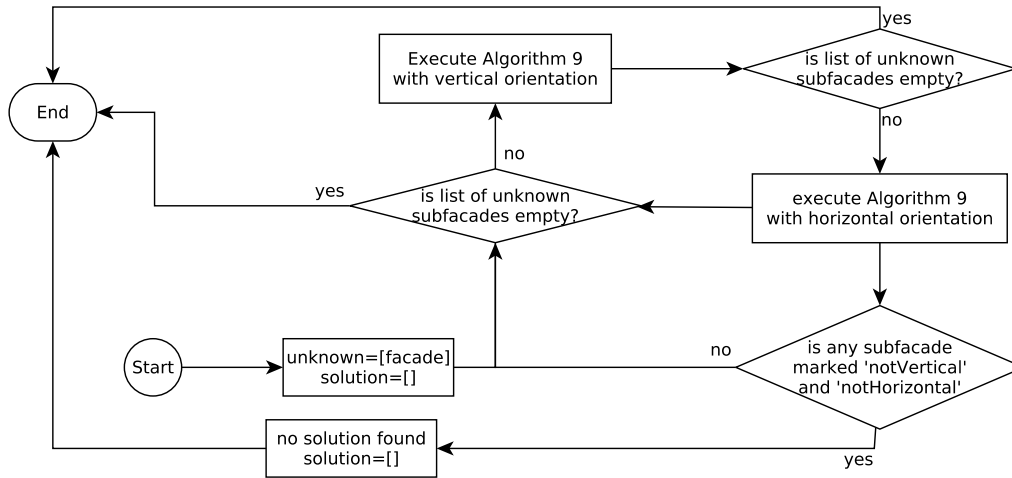 yes
Execute Algorithm 9
with vertical orientation
is list of unknown
subfacades empty?
End
no
no
yes
is list of unknown
subfacades empty?
execute Algorithm 9
with horizontal orientation
Start
unknown=[facade]
solution=[]
no
is any subfacade
marked 'notVertical'
and 'notHorizontal'
no solution found
solution=[]
yes